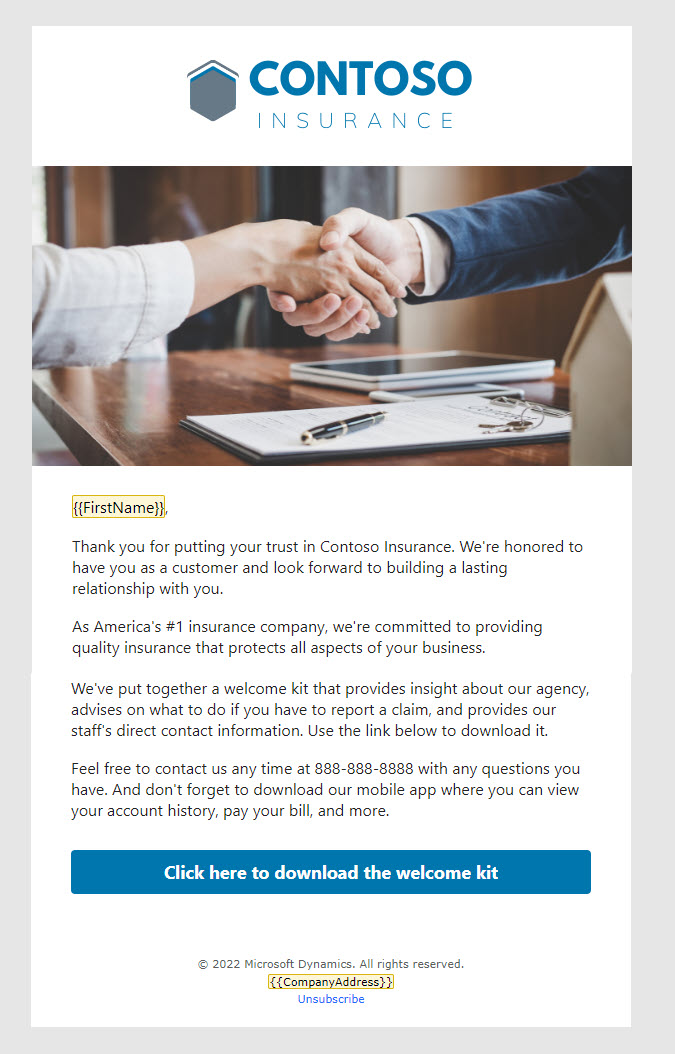 CONTOSO
INSURANCE
{{FirstName}},
Thank you for putting your trust in Contoso Insurance. We're honored to
have you as a customer and look forward to building a lasting
relationship with you.
As America's #1 insurance company, we're committed to providing
quality insurance that protects all aspects of your business.
We've put together a welcome kit that provides insight about our agency,
advises on what to do if you have to report a claim, and provides our
staff's direct contact information. Use the link below to download it.
Feel free to contact us any time at 888-888-8888 with any questions you
have. And don't forget to download our mobile app where you can view
your account history, pay your bill, and more.
Click here to download the welcome kit
© 2022 Microsoft Dynamics. All rights reserved.
{{CompanyAddress}}
Unsubscribe